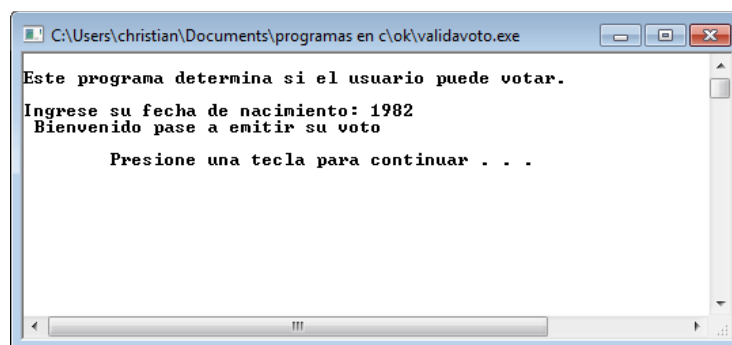 C:\Users\christian\Documents\programas en c\ok\validavoto.exe
Este programa determina si el usuario puede votar.
Ingrese su fecha de nacimiento: 1982
Bienvenido pase a emitir su voto
Presione una tecla para continuar . . .